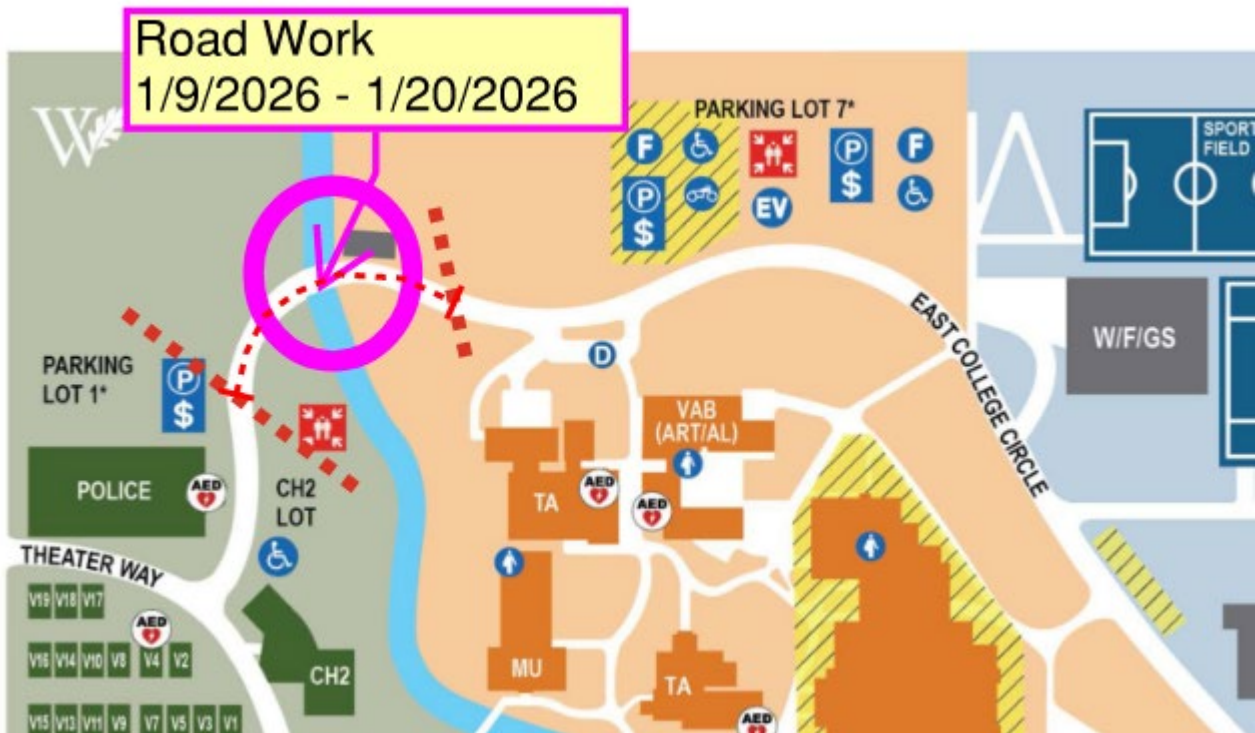 Road Work
1/9/2026 - 1/20/2026
W
PARKING LOT 7*
F
P
$
EV
P
$
F
SPORT
FIELD
PARKING
LOT 1*
P
$
EAST COLLEGE CIRCLE
W/F/GS
D
VAB
(ART/AL)
POLICE
AED
CH2
LOT
TA
AED
AED
THEATER WAY
V19 V18 V17
AED
V16 V14 V10 V8 V4 V2
CH2
MU
TA
V15 V13 V11 V9 V7 V5 V3 V1
AED